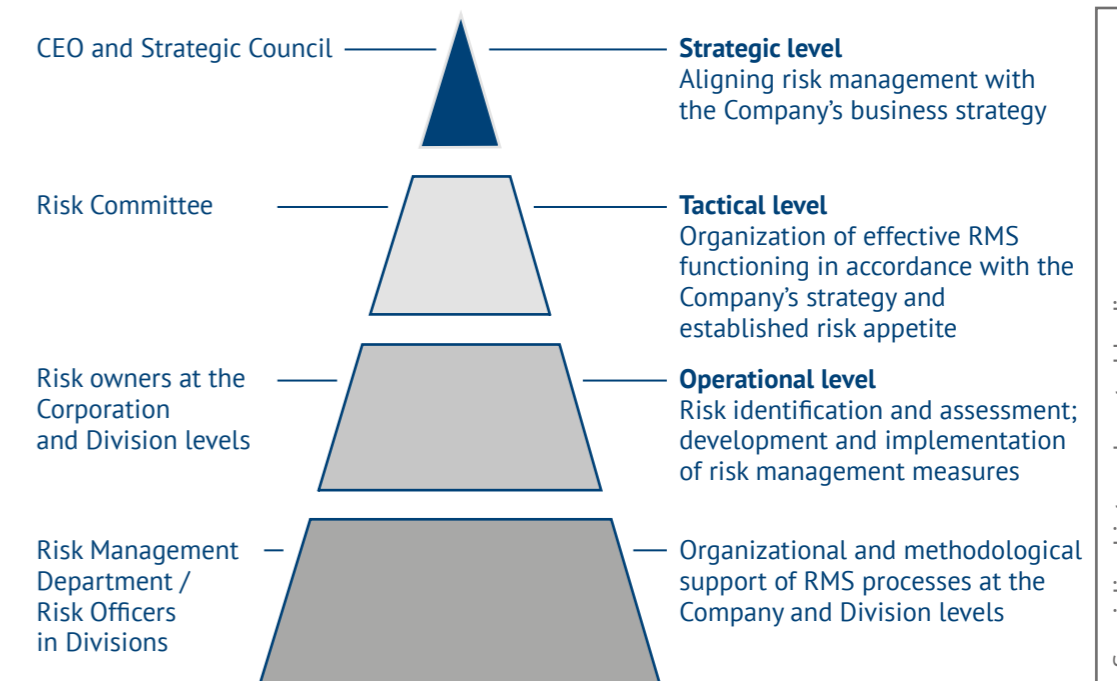 CEO and Strategic Council
Strategic level
Aligning risk management with
the Company’s business strategy
Risk Committee
Tactical level
Organization of effective RMS
functioning in accordance with the
Company’s strategy and
established risk appetite
Risk owners at the
Corporation
and Division levels
Operational level
Risk identification and assessment;
development and implementation
of risk management measures
Risk Management
Department /
Risk Officers
in Divisions
Organizational and methodological
support of RMS processes at the
Company and Division levels